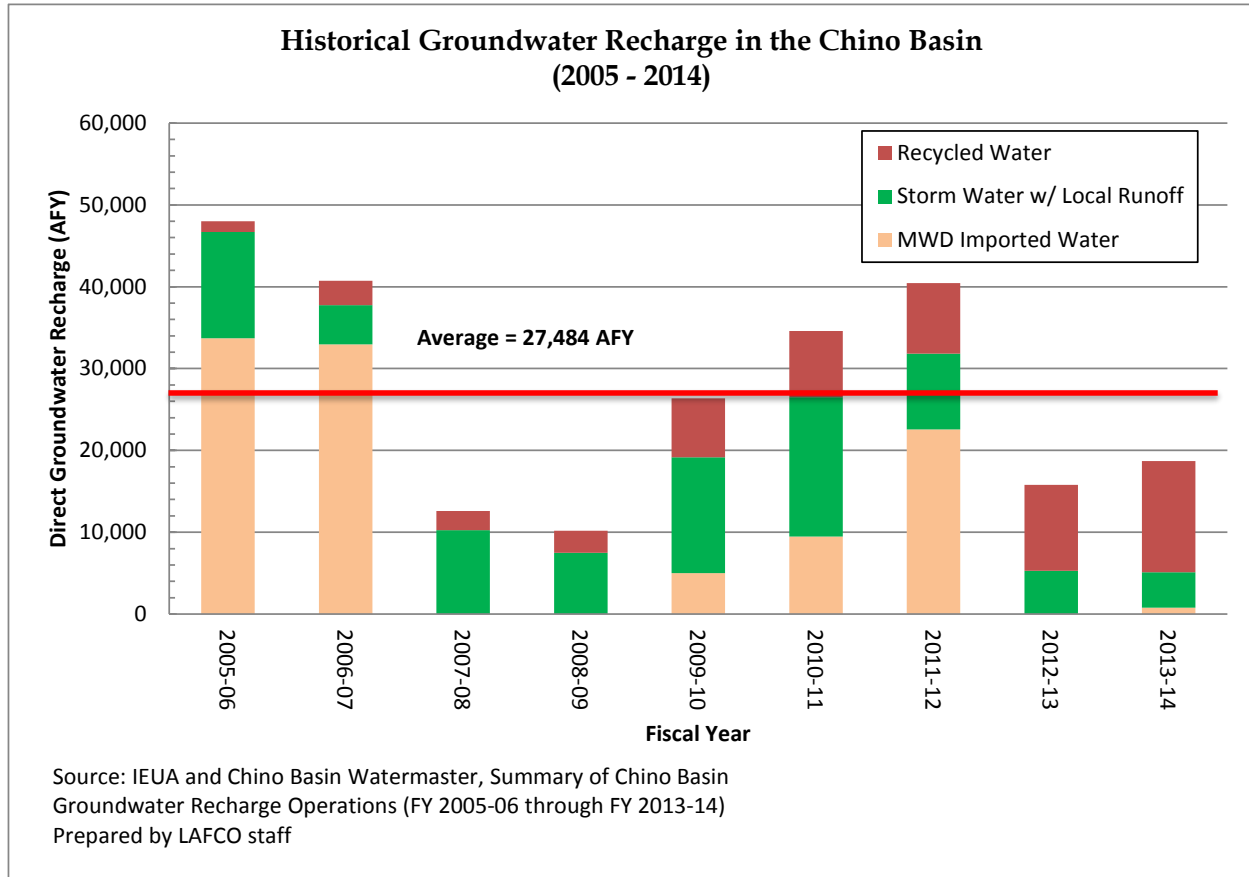 Historical Groundwater Recharge in the Chino Basin
(2005 - 2014)
60,000
50,000
40,000
30,000
20,000
10,000
0
Direct Groundwater Recharge (AFY)
Recycled Water
Storm Water w/ Local Runoff
MWD Imported Water
Average = 27,484 AFY
2005-06
2006-07
2007-08
2008-09
2009-10
2010-11
2011-12
2012-13
2013-14
Fiscal Year
Source: IEUA and Chino Basin Watermaster, Summary of Chino Basin
Groundwater Recharge Operations (FY 2005-06 through FY 2013-14)
Prepared by LAFCO staff